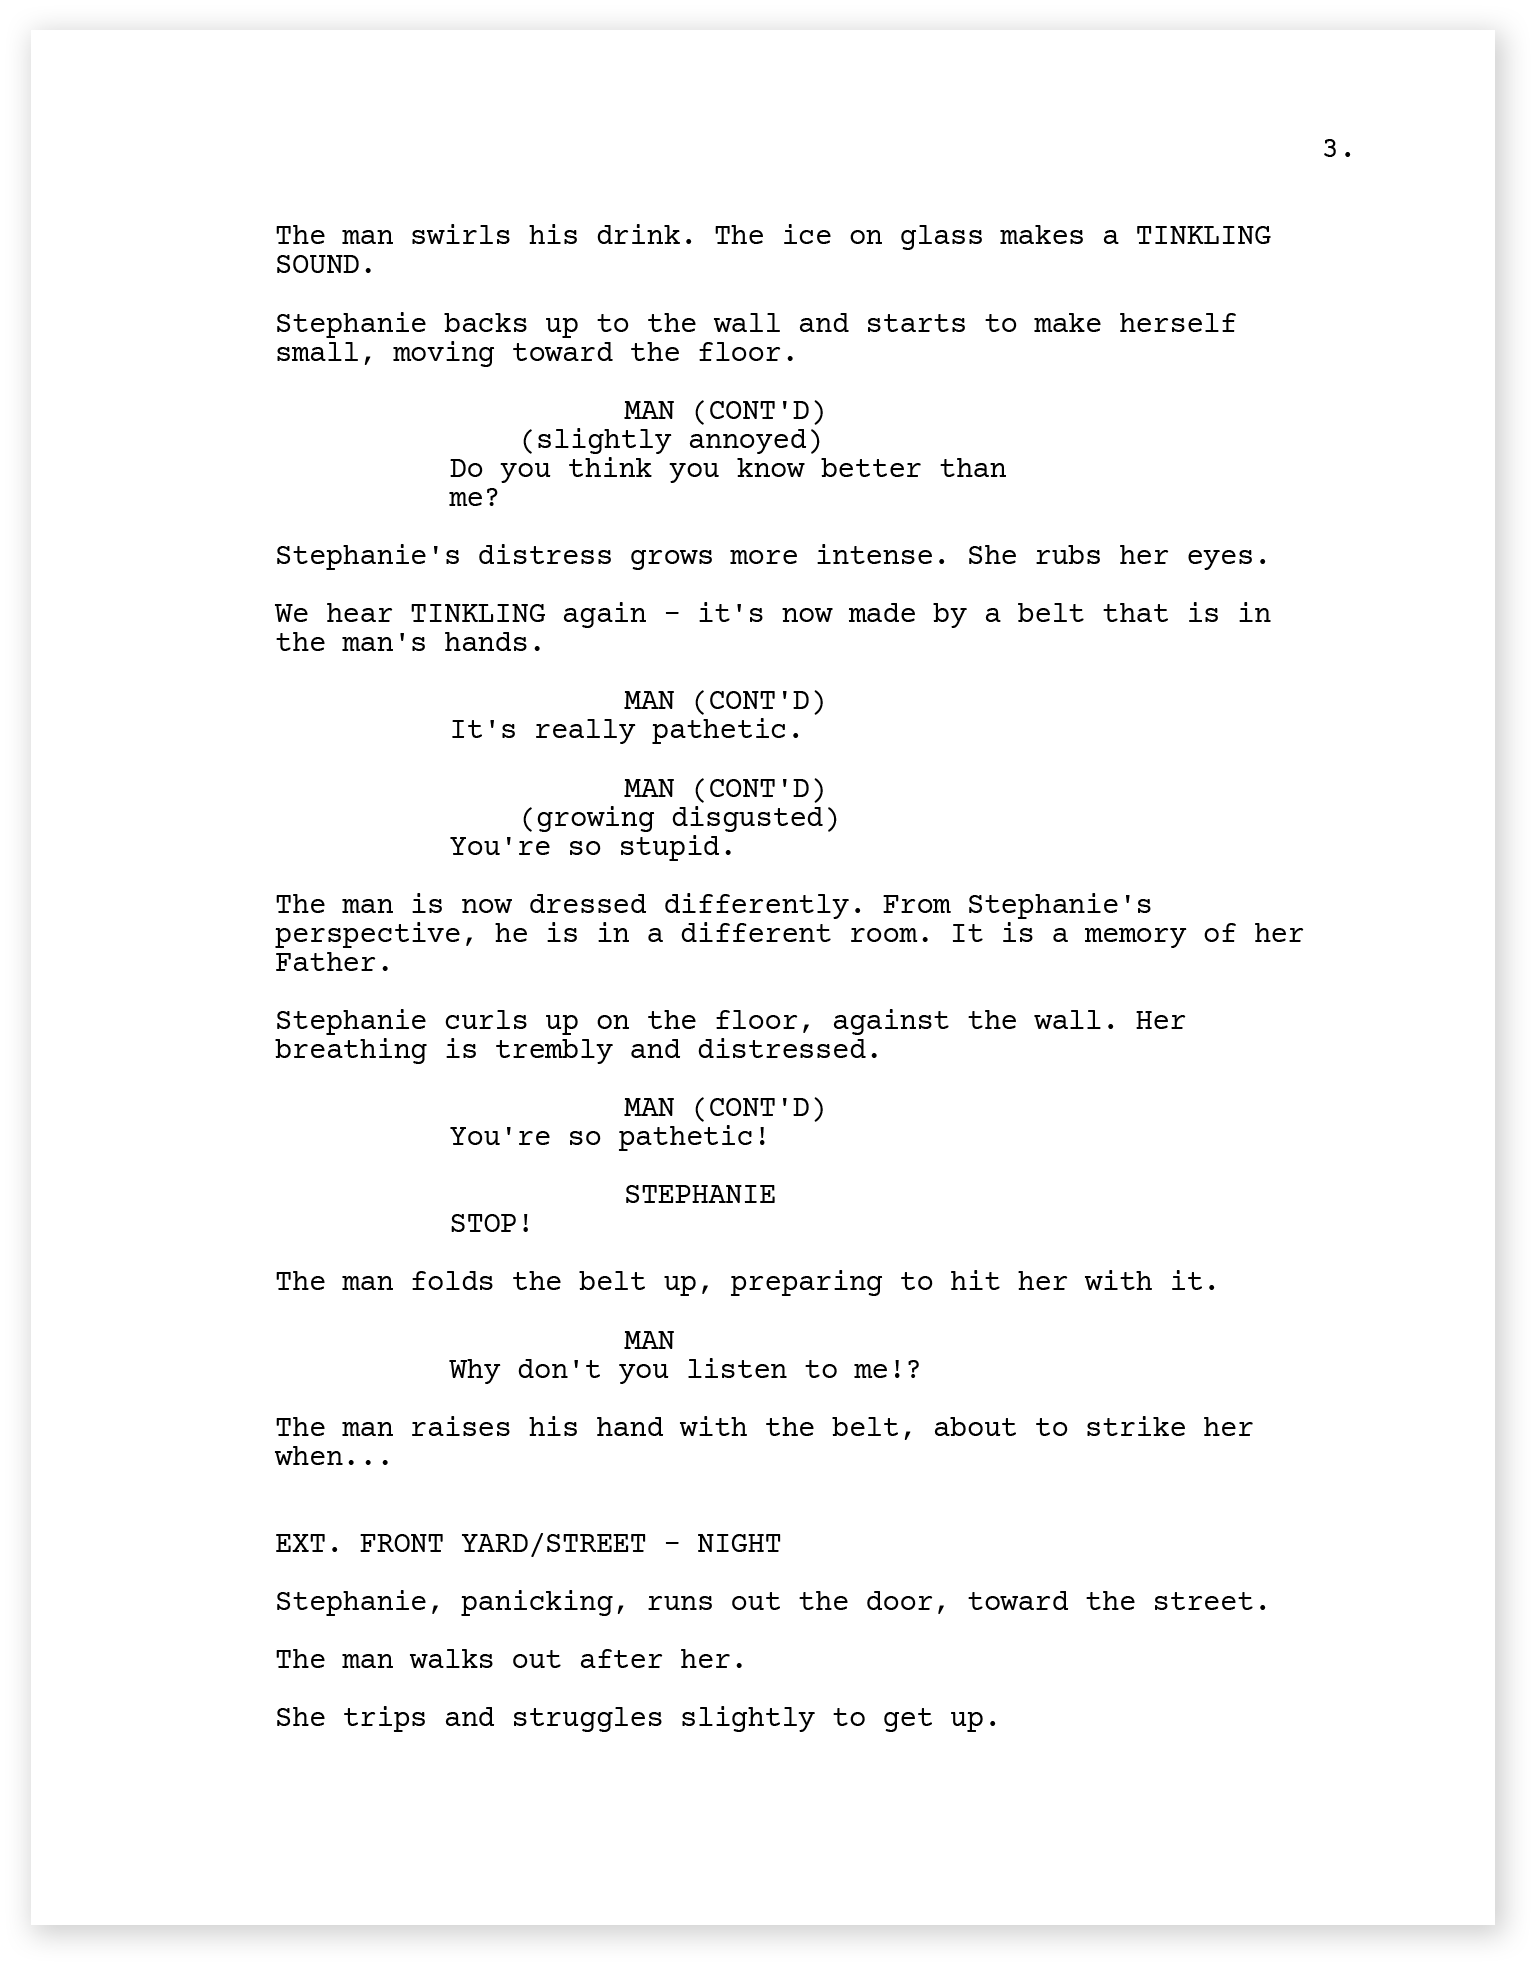 3.
The man swirls his drink. The ice on glass makes a TINKLING
SOUND.
Stephanie backs up to the wall and starts to make herself
small, moving toward the floor.
MAN (CONT'D)
(slightly annoyed)
Do you think you know better than
me?
Stephanie's distress grows more intense. She rubs her eyes.
We hear TINKLING again - it's now made by a belt that is in
the man's hands.
MAN (CONT'D)
It's really pathetic.
MAN (CONT'D)
(growing disgusted)
You're so stupid.
The man is now dressed differently. From Stephanie's
perspective, he is in a different room. It is a memory of her
Father.
Stephanie curls up on the floor, against the wall. Her
breathing is trembly and distressed.
MAN (CONT'D)
You're so pathetic!
STEPHANIE
STOP!
The man folds the belt up, preparing to hit her with it.
MAN
Why don't you listen to me!?
The man raises his hand with the belt, about to strike her
when...
EXT. FRONT YARD/STREET - NIGHT
Stephanie, panicking, runs out the door, toward the street.
The man walks out after her.
She trips and struggles slightly to get up.